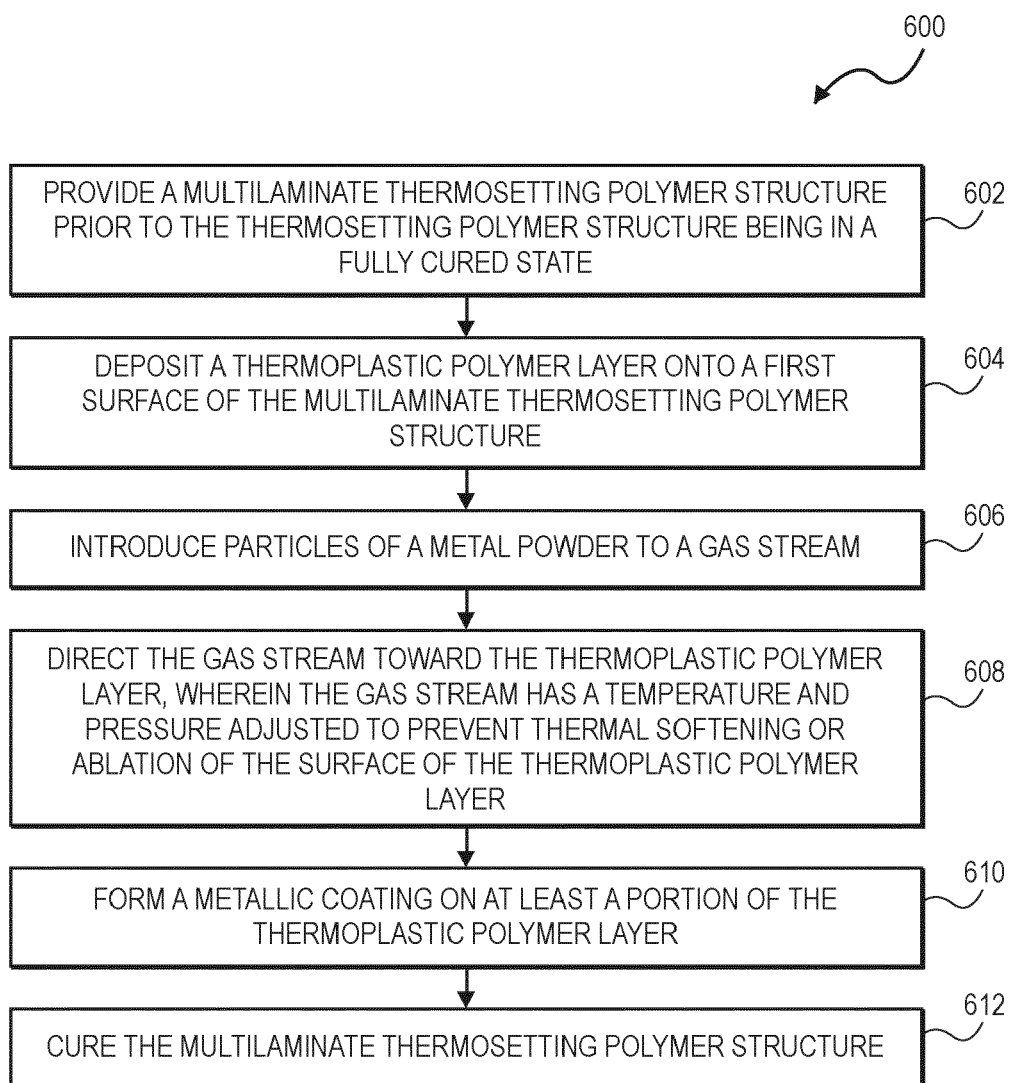 600
PROVIDE A MULTILAMINATE THERMOSETTING POLYMER STRUCTURE
PRIOR TO THE THERMOSETTING POLYMER STRUCTURE BEING IN A
FULLY CURED STATE
602
DEPOSIT A THERMOPLASTIC POLYMER LAYER ONTO A FIRST
SURFACE OF THE MULTILAMINATE THERMOSETTING POLYMER
STRUCTURE
604
INTRODUCE PARTICLES OF A METAL POWDER TO A GAS STREAM
606
DIRECT THE GAS STREAM TOWARD THE THERMOPLASTIC POLYMER
LAYER, WHEREIN THE GAS STREAM HAS A TEMPERATURE AND
PRESSURE ADJUSTED TO PREVENT THERMAL SOFTENING OR
ABLATION OF THE SURFACE OF THE THERMOPLASTIC POLYMER
LAYER
608
FORM A METALLIC COATING ON AT LEAST A PORTION OF THE
THERMOPLASTIC POLYMER LAYER
610
CURE THE MULTILAMINATE THERMOSETTING POLYMER STRUCTURE
612